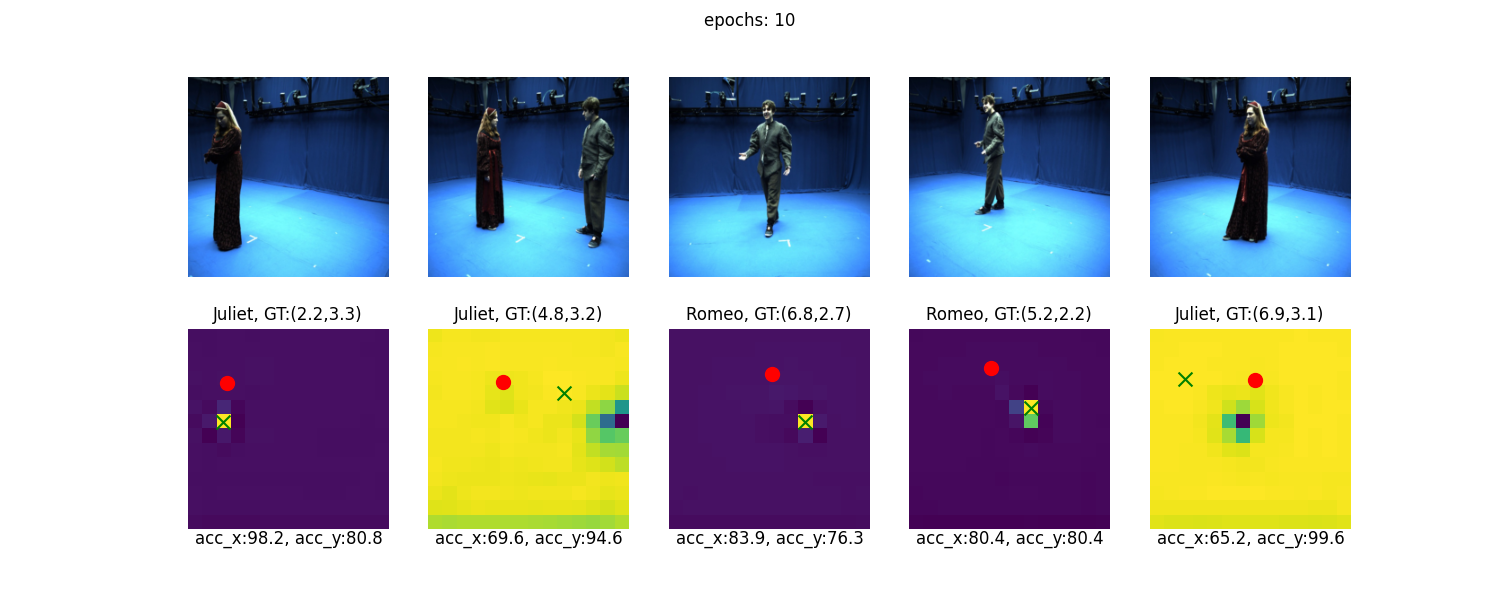 epochs: 10
Juliet, GT:(2.2,3.3)
Juliet, GT:(4.8,3.2)
Romeo, GT:(6.8,2.7)
Romeo, GT:(5.2,2.2)
Juliet, GT:(6.9,3.1)
acc_x:98.2, acc_y:80.8
acc_x:69.6, acc_y:94.6
acc_x:83.9, acc_y:76.3
acc_x:80.4, acc_y:80.4
acc_x:65.2, acc_y:99.6